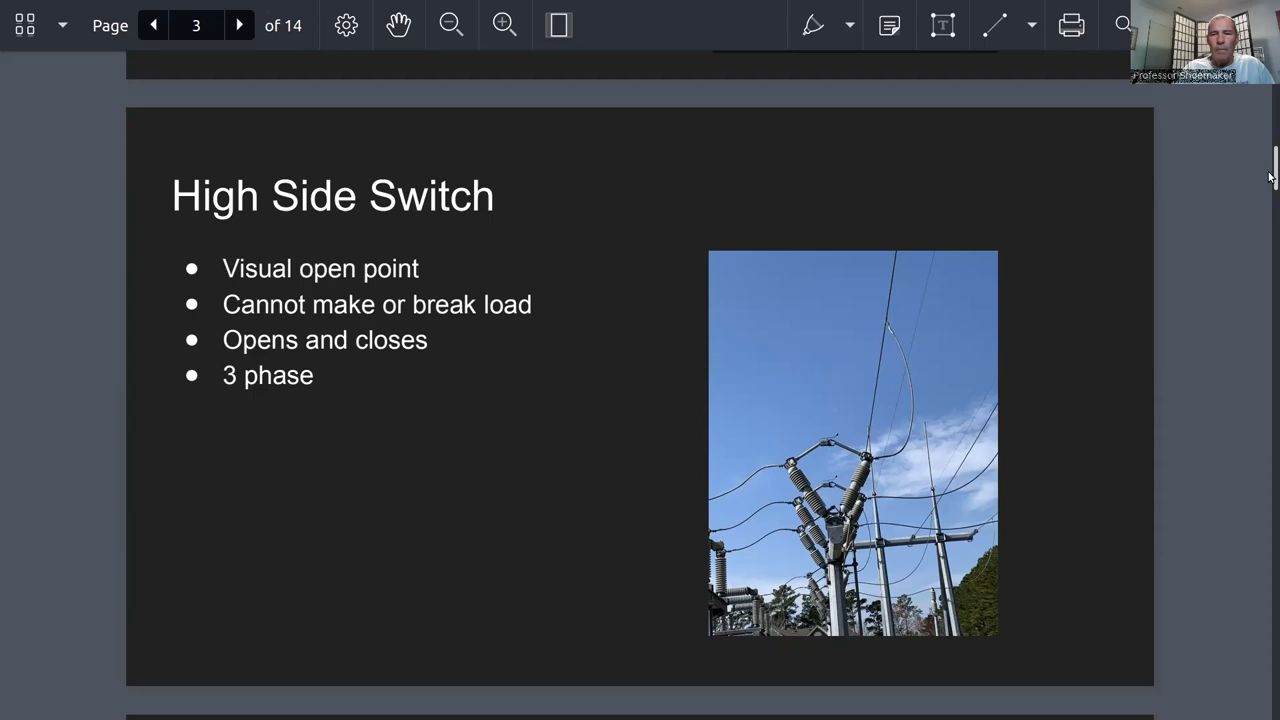 Page 3 of 14
Professor Shoemaker
High Side Switch
● Visual open point
● Cannot make or break load
● Opens and closes
● 3 phase